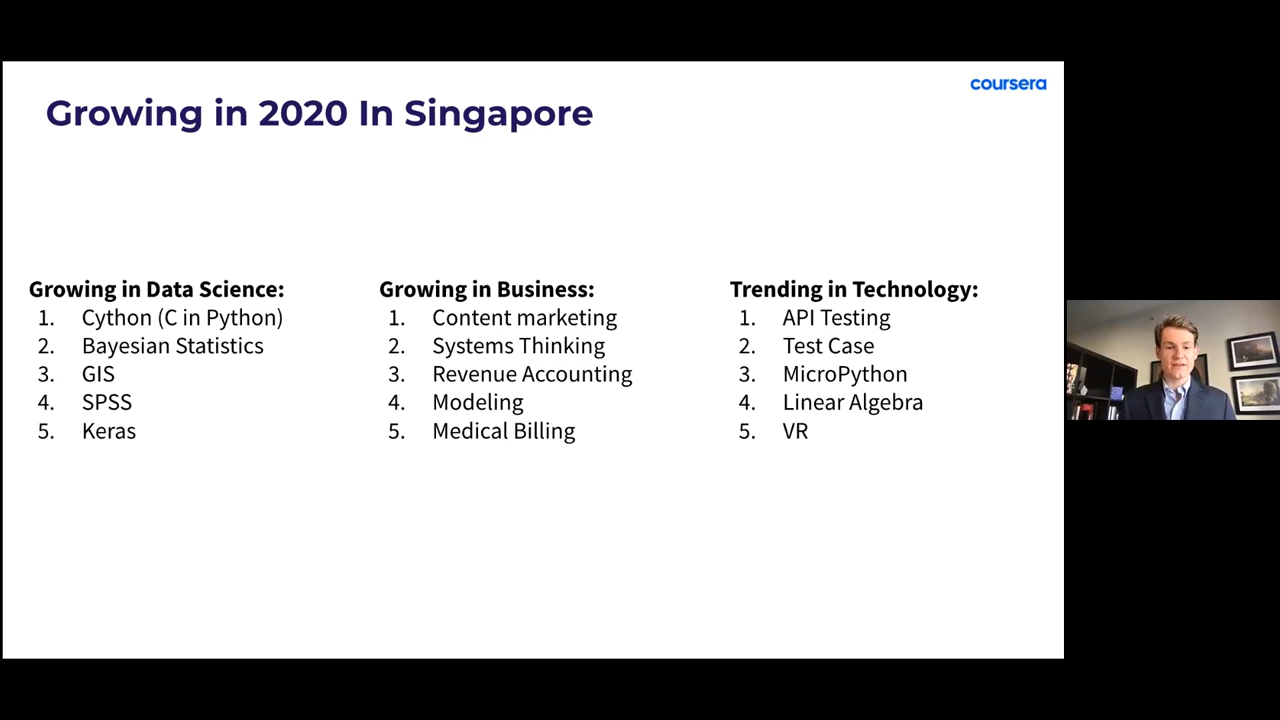 coursera
Growing in 2020 In Singapore
Growing in Data Science:
1. Cython (C in Python)
2. Bayesian Statistics
3. GIS
4. SPSS
5. Keras
Growing in Business:
1. Content marketing
2. Systems Thinking
3. Revenue Accounting
4. Modeling
5. Medical Billing
Trending in Technology:
1. API Testing
2. Test Case
3. MicroPython
4. Linear Algebra
5. VR